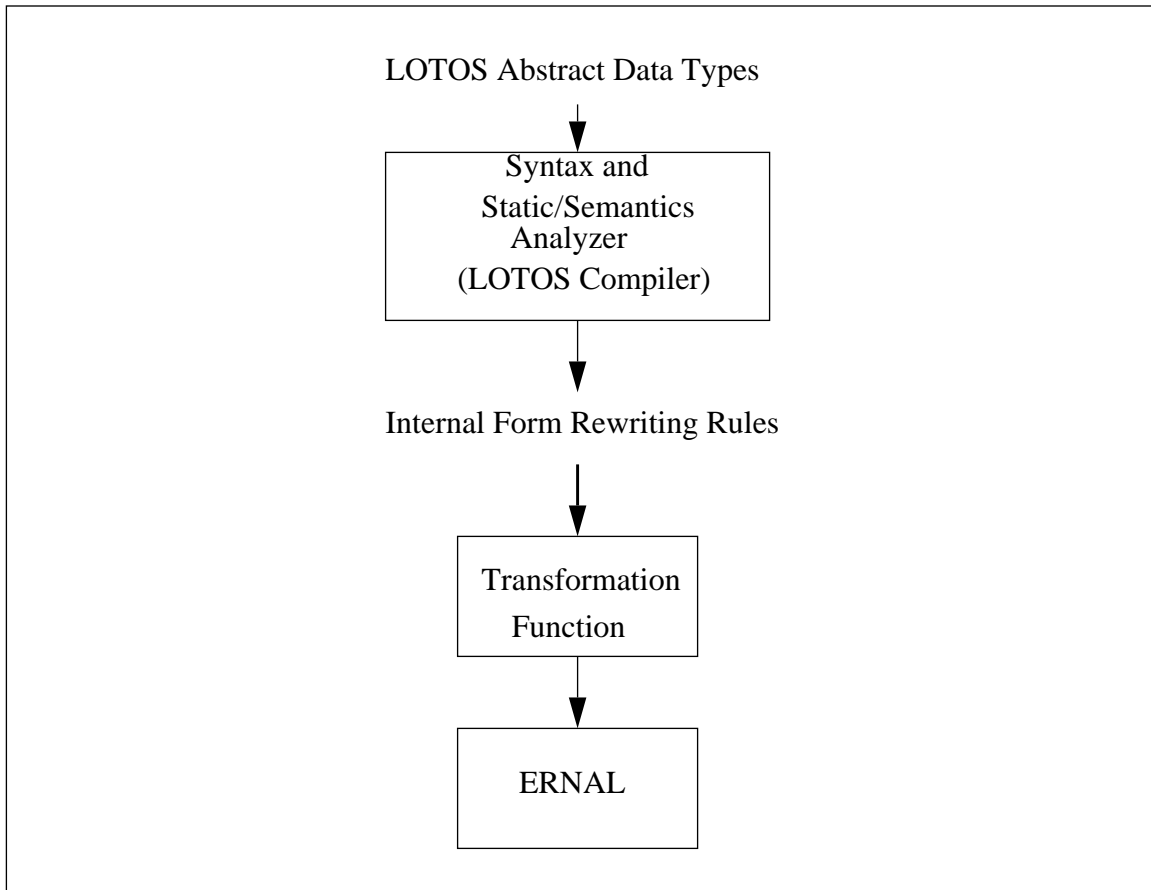 LOTOS Abstract Data Types
Syntax and
Static/Semantics
Analyzer
(LOTOS Compiler)
Internal Form Rewriting Rules
Transformation
Function
ERNAL